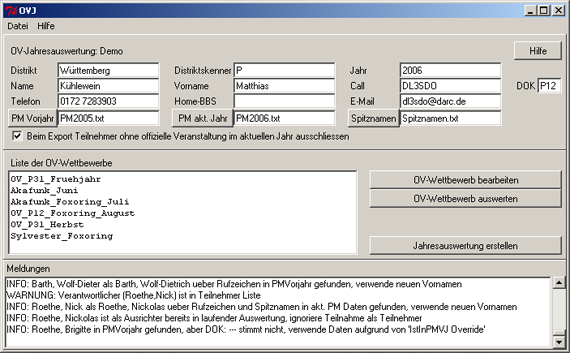 OVJ
Datei Hilfe
OV-Jahresauswertung: Demo
Hilfe
Distrikt Württemberg Distriktskenner P Jahr 2006
Name Kühlewein Vorname Matthias Call DL3SDO DOK P12
Telefon 0172 7283903 Home-BBS E-Mail dl3sdo@darc.de
PM Vorjahr PM2005.txt PM akt. Jahr PM2006.txt Spitznamen Spitznamen.txt
Beim Export Teilnehmer ohne offizielle Veranstaltung im aktuellen Jahr ausschliessen
Liste der OV-Wettbewerbe
OV_P31_Fruehjahr
Akafunk_Juni
Akafunk_Foxoring_Juli
OV_P12_Foxoring_August
OV_P31_Herbst
Sylvester_Foxoring
OV-Wettbewerb bearbeiten
OV-Wettbewerb auswerten
Jahresauswertung erstellen
Meldungen
INFO: Barth, Wolf-Dieter als Barth, Wolf-Dietrich ueber Rufzeichen in PMVorjahr gefunden, verwende neuen Vornamen
WARNUNG: Verantwortlicher (Roethe,Nick) ist in Teilnehmer Liste
INFO: Roethe, Nick als Roethe, Nickolas ueber Rufzeichen und Spitznamen in akt. PM Daten gefunden, verwende neuen Vornamen
INFO: Roethe, Nickolas ist als Ausrichter bereits in laufender Auswertung, ignoriere Teilnahme als Teilnehmer
INFO: Roethe, Brigitte in PMVorjahr gefunden, aber DOK: --- stimmt nicht, verwende Daten aufgrund von 'IstInPMVJ Override'